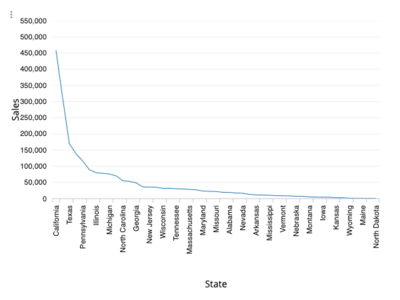 550,000
500,000
450,000
400,000
350,000
300,000
250,000
200,000
150,000
100,000
50,000
0
Sales
California
Texas
Pennsylvania
Illinois
Michigan
North Carolina
Georgia
New Jersey
Wisconsin
Tennessee
Massachusetts
Maryland
Missouri
Alabama
Nevada
Arkansas
Mississippi
Vermont
Nebraska
Montana
Iowa
Kansas
Wyoming
Maine
North Dakota
State